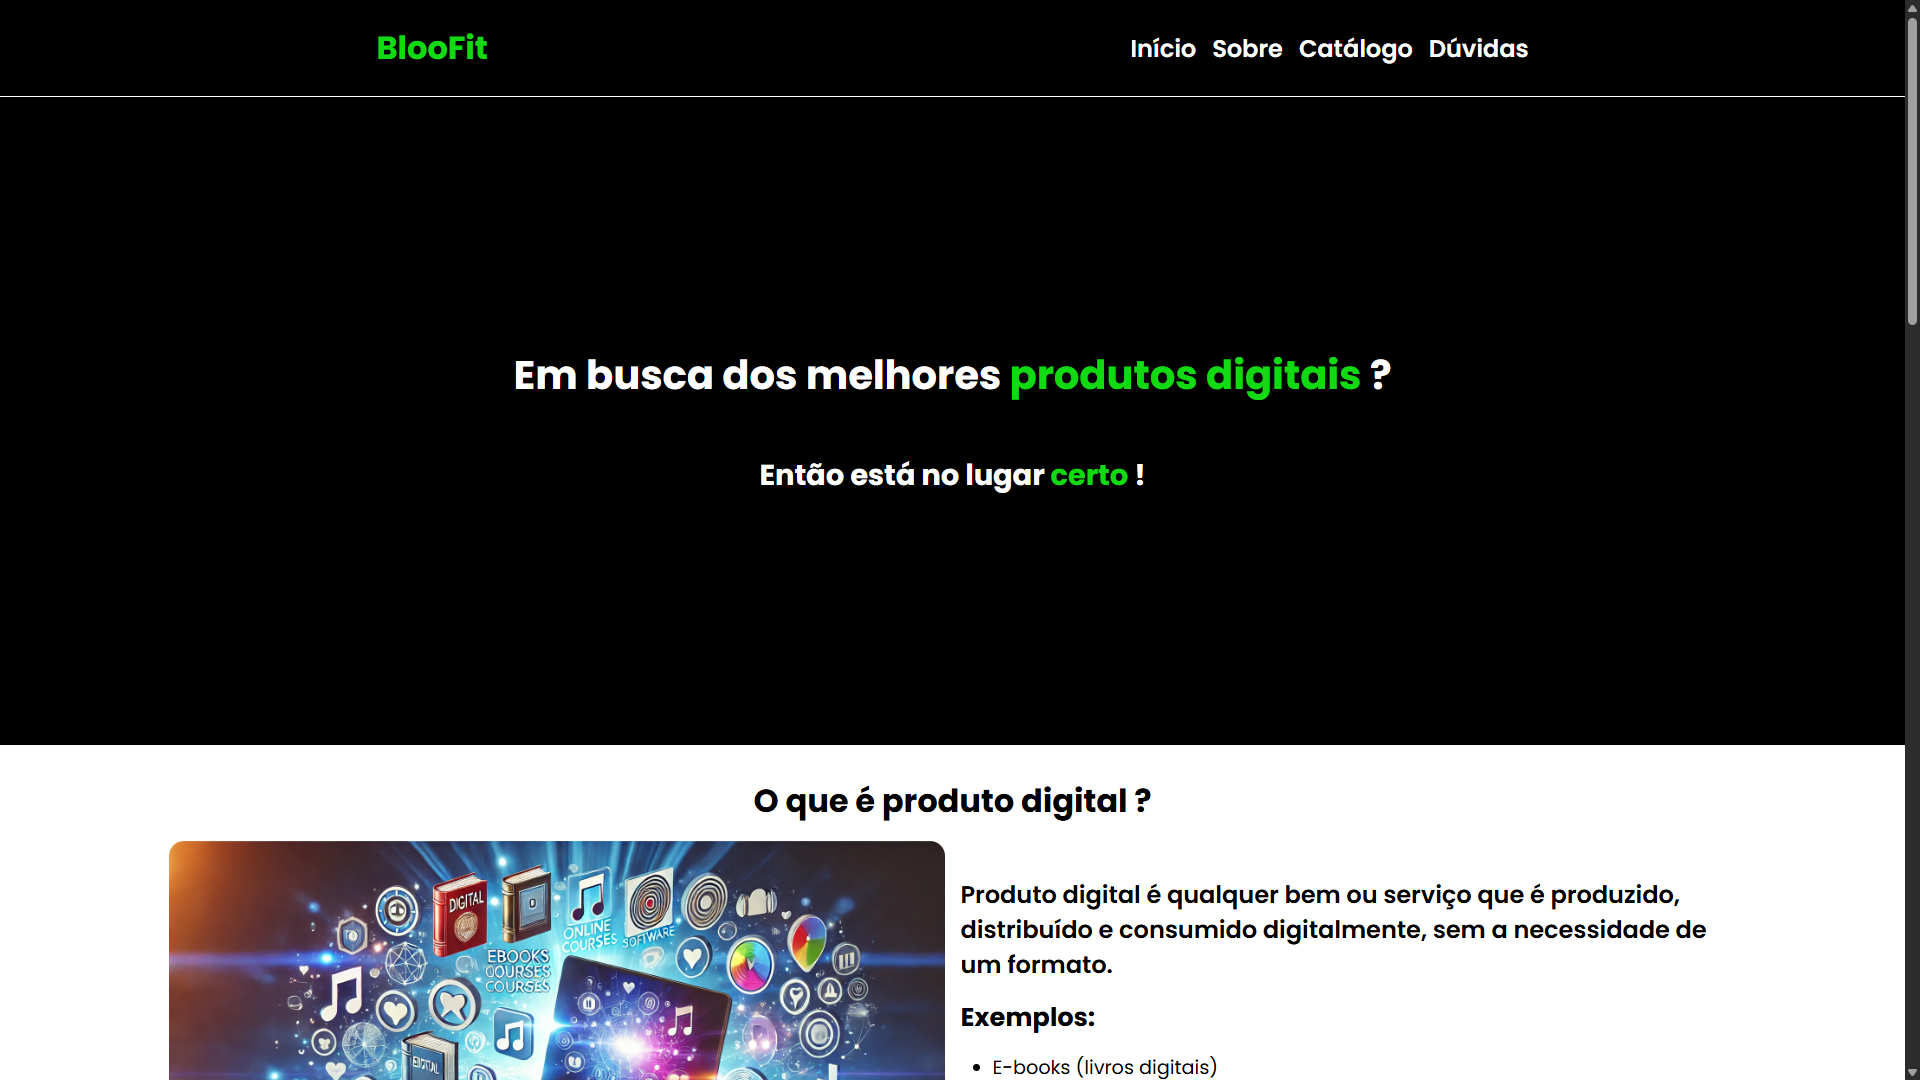 BlooFit
Início Sobre Catálogo Dúvidas
Em busca dos melhores produtos digitais ?
Então está no lugar certo !
O que é produto digital ?
DIGITAL
ONLINE
COURSES
SOFTWARE
EBOOKS
COURSES
COURSES
Produto digital é qualquer bem ou serviço que é produzido,
distribuído e consumido digitalmente, sem a necessidade de
um formato.
Exemplos:
• E-books (livros digitais)